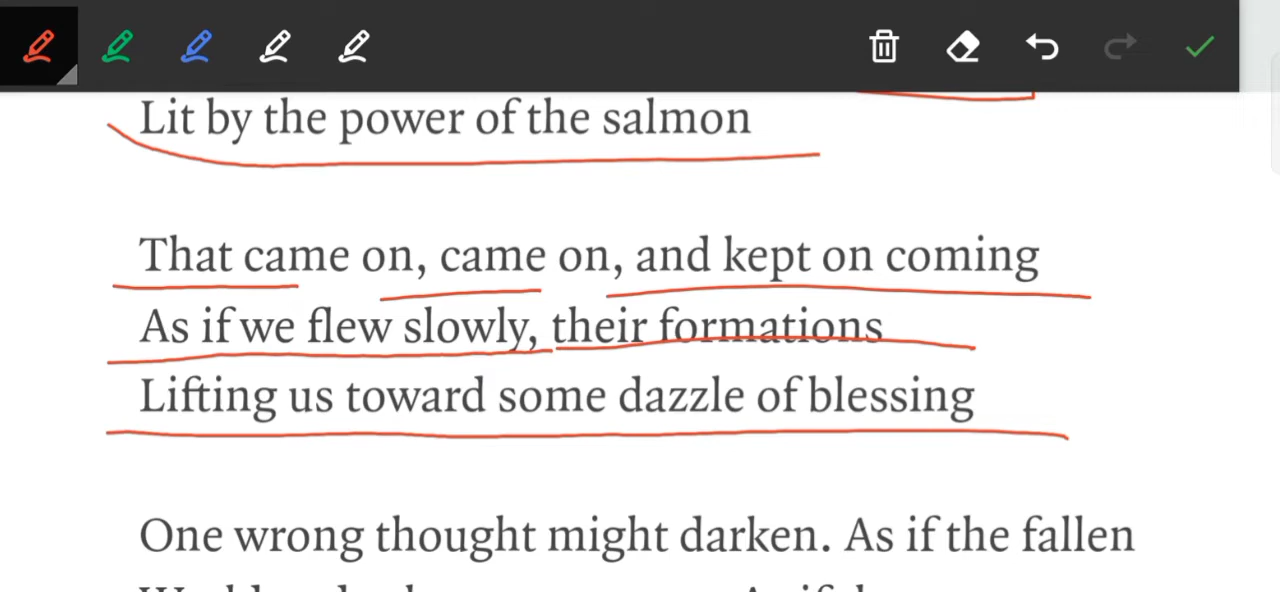 Lit by the power of the salmon
That came on, came on, and kept on coming
As if we flew slowly, their formations
Lifting us toward some dazzle of blessing
One wrong thought might darken. As if the fallen